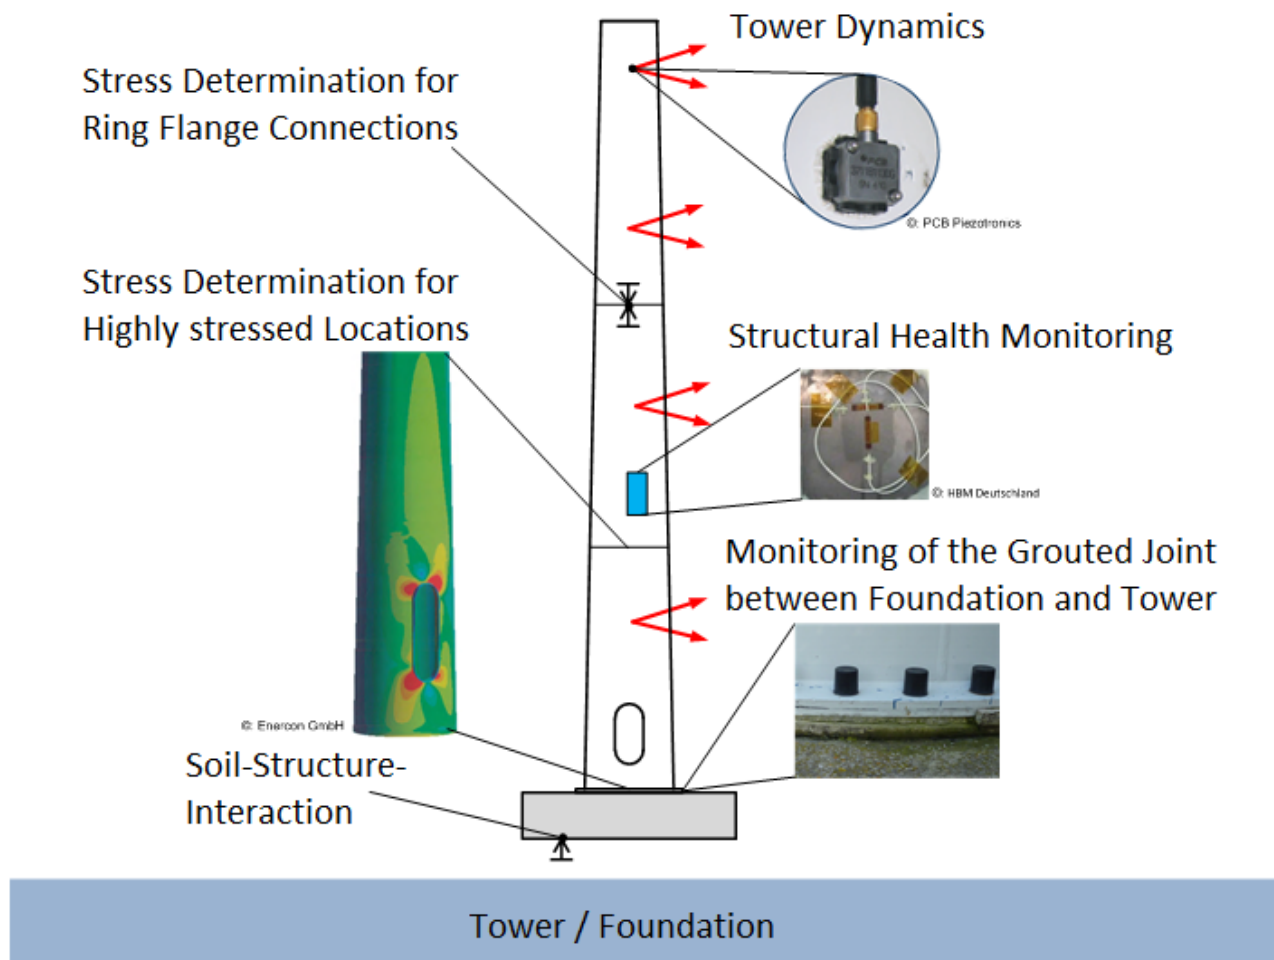 Tower Dynamics
Stress Determination for
Ring Flange Connections
©: PCB Piezotronics
Stress Determination for
Highly stressed Locations
Structural Health Monitoring
©: HBM Deutschland
Monitoring of the Grouted Joint
between Foundation and Tower
©: Enercon GmbH
Soil-Structure-
Interaction
Tower / Foundation